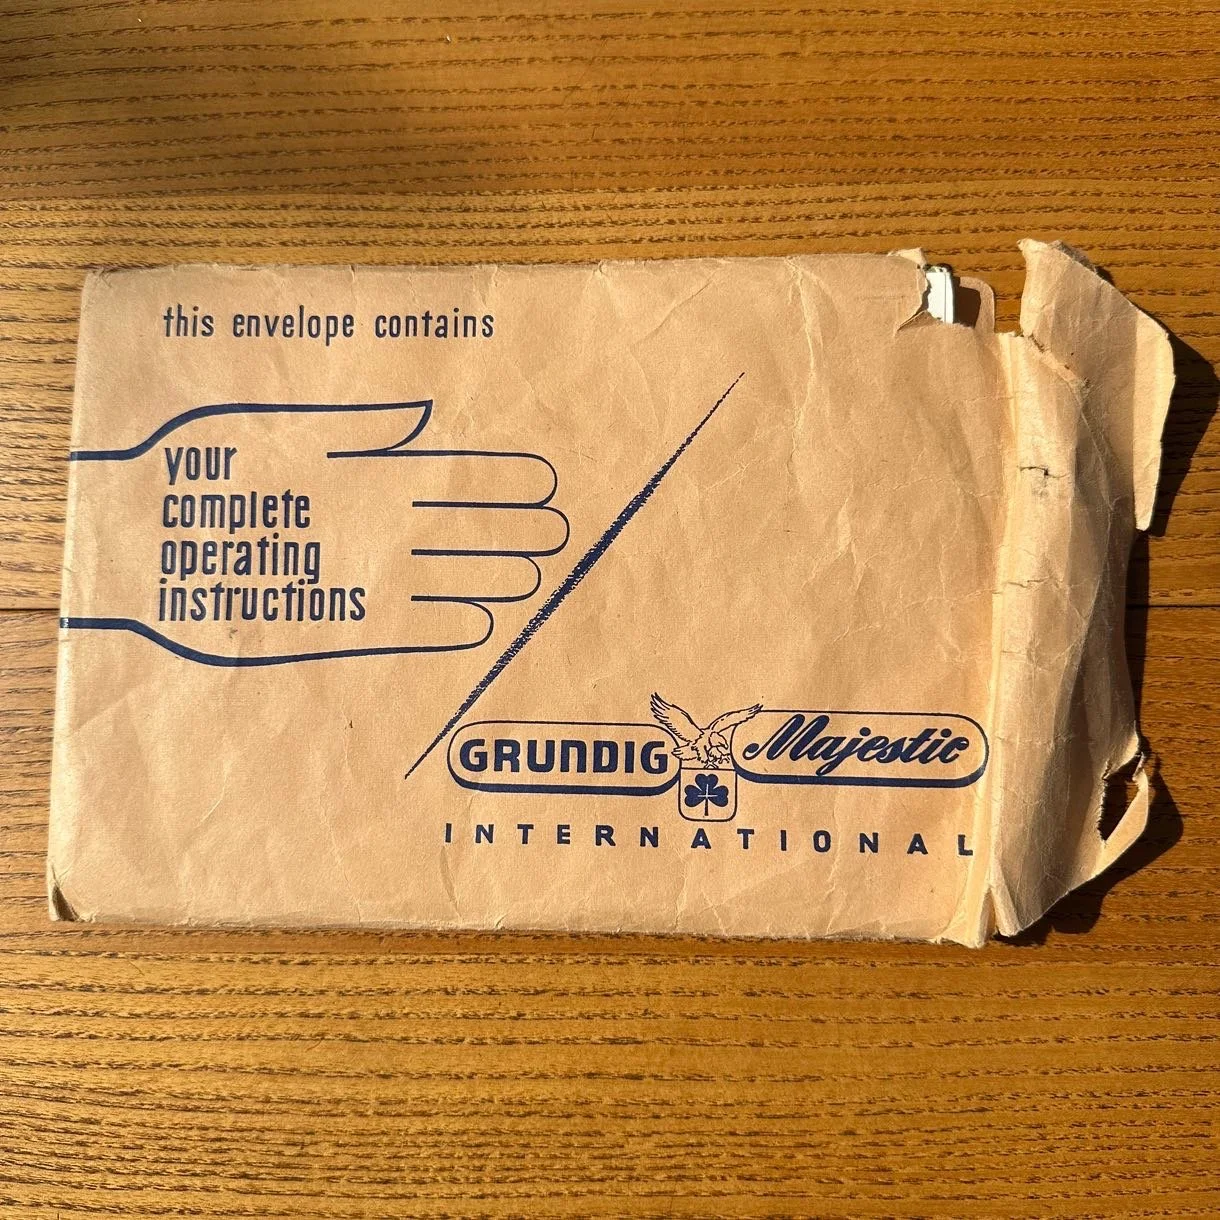 this envelope contains
your
complete
operating
instructions
GRUNDIG Majestic
INTERNATIONAL